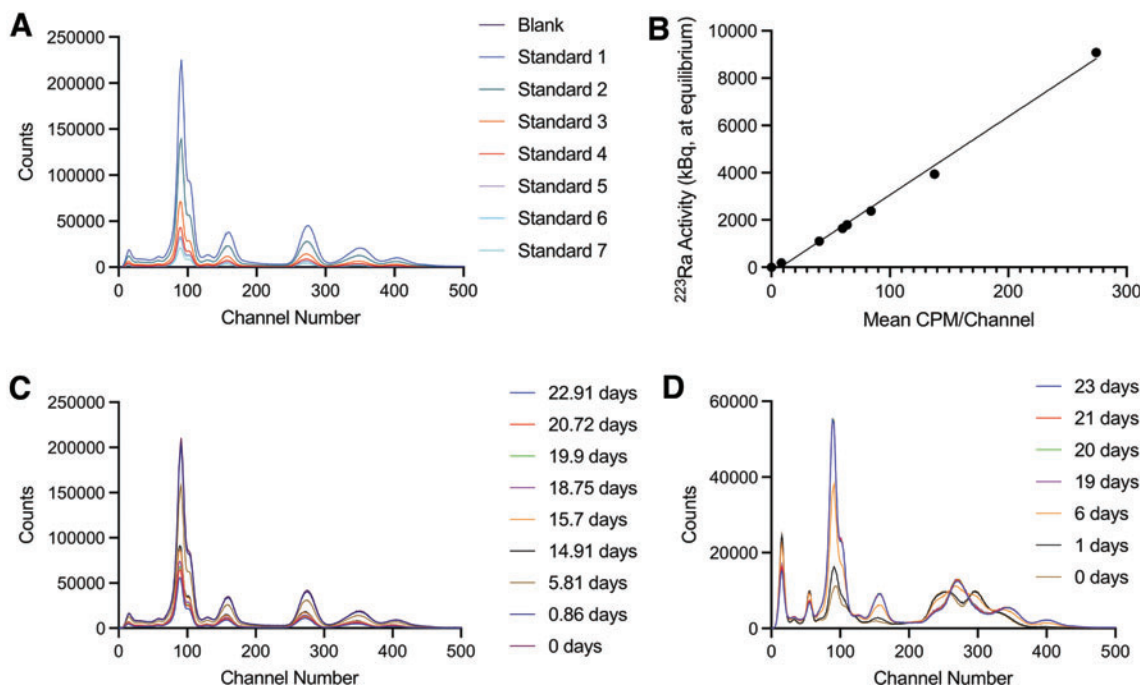 A
250000
200000
150000
100000
50000
0
Counts
0 100 200 300 400 500
Channel Number
Blank
Standard 1
Standard 2
Standard 3
Standard 4
Standard 5
Standard 6
Standard 7
B
10000
8000
6000
4000
2000
0
²²³Ra Activity (kBq, at equilibrium)
0 100 200 300
Mean CPM/Channel
C
250000
200000
150000
100000
50000
0
Counts
0 100 200 300 400 500
Channel Number
22.91 days
20.72 days
19.9 days
18.75 days
15.7 days
14.91 days
5.81 days
0.86 days
0 days
D
60000
40000
20000
0
Counts
0 100 200 300 400 500
Channel Number
23 days
21 days
20 days
19 days
6 days
1 days
0 days